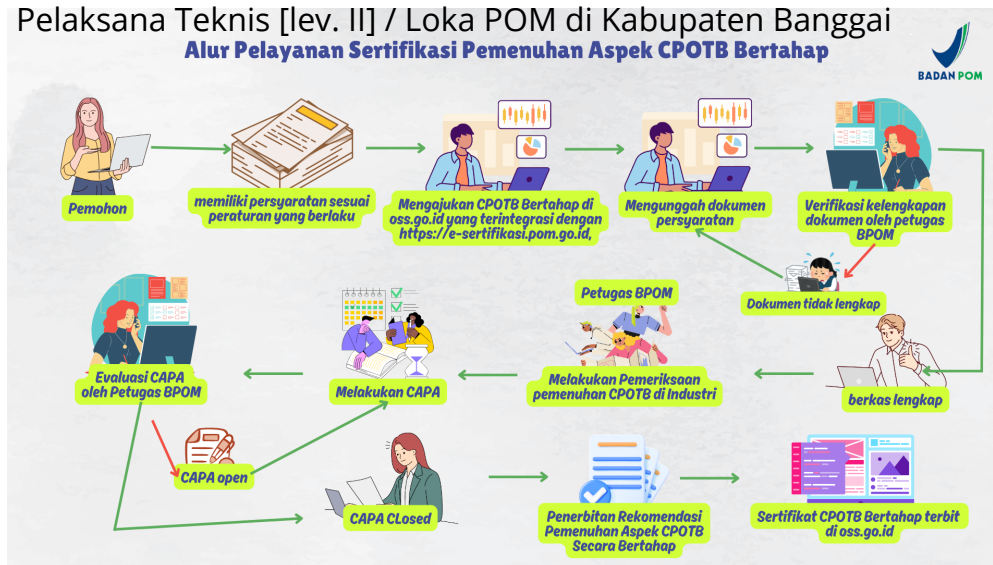 Pelaksana Teknis [lev. II] / Loka POM di Kabupaten Banggai
Alur Pelayanan Sertifikasi Pemenuhan Aspek CPOTB Bertahap
BADAN POM
Pemohon
memiliki persyaratan sesuai
peraturan yang berlaku
Mengajukan CPOTB Bertahap di
oss.go.id yang terintegrasi dengan
https://e-sertifikasi.pom.go.id,
Mengunggah dokumen
persyaratan
Verifikasi kelengkapan
dokumen oleh petugas
BPOM
Dokumen tidak lengkap
berkas lengkap
Petugas BPOM
Melakukan Pemeriksaan
pemenuhan CPOTB di Industri
Melakukan CAPA
Evaluasi CAPA
oleh Petugas BPOM
CAPA open
CAPA CLosed
Penerbitan Rekomendasi
Pemenuhan Aspek CPOTB
Secara Bertahap
Sertifikat CPOTB Bertahap terbit
di oss.go.id